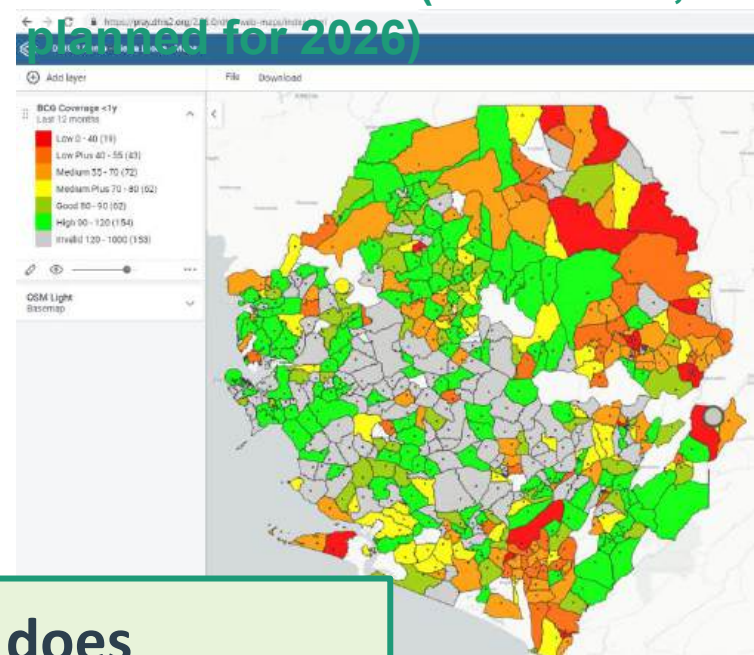 planned for 2026)
Add layer
File Download
BCG Coverage <1y
Last 12 months
Low 0 - 40 (19)
Low Plus 40 - 55 (43)
Medium 55 - 70 (72)
Medium Plus 70 - 80 (62)
Good 80 - 90 (62)
High 90 - 120 (154)
Invalid 120 - 1000 (153)
OSM Light
Basemap
does